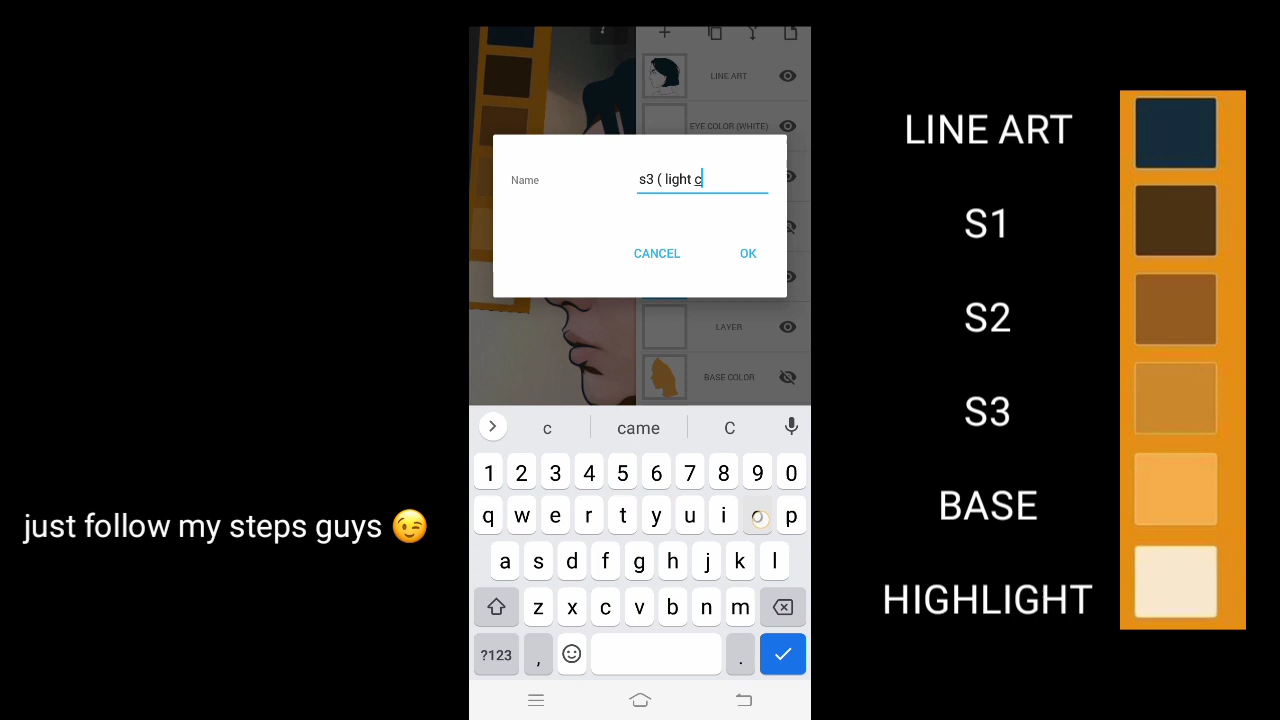 just follow my steps guys 😉
LINE ART
EYE COLOR (WHITE)
Name
s3 ( light c
CANCEL
OK
LAYER
BASE COLOR
c
came
C
1 2 3 4 5 6 7 8 9 0
q w e r t y u i o p
a s d f g h j k l
z x c v b n m
?123 , .
LINE ART
S1
S2
S3
BASE
HIGHLIGHT